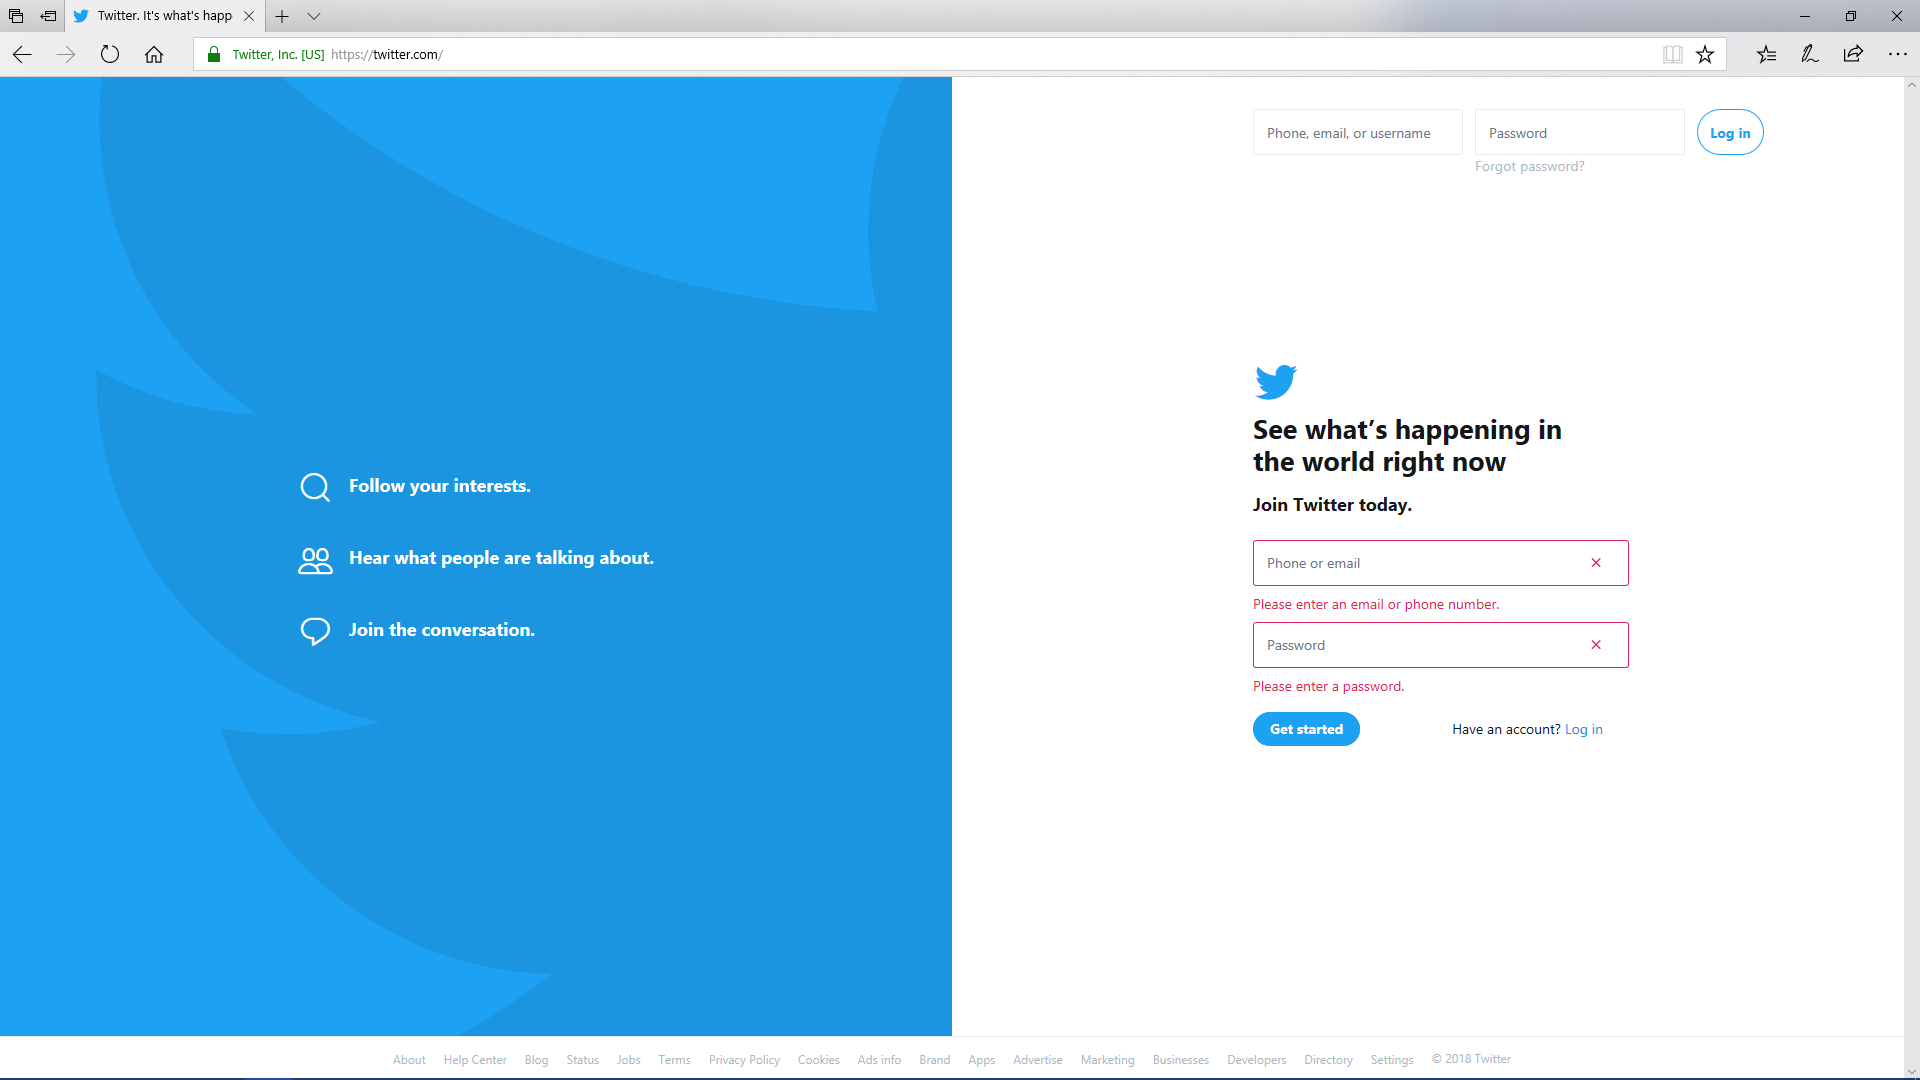 Twitter. It's what's happ
Twitter, Inc. [US] https://twitter.com/
Phone, email, or username
Password
Log in
Forgot password?
Follow your interests.
Hear what people are talking about.
Join the conversation.
See what’s happening in
the world right now
Join Twitter today.
Phone or email
Please enter an email or phone number.
Password
Please enter a password.
Get started
Have an account? Log in
About Help Center Blog Status Jobs Terms Privacy Policy Cookies Ads info Brand Apps Advertise Marketing Businesses Developers Directory Settings © 2018 Twitter